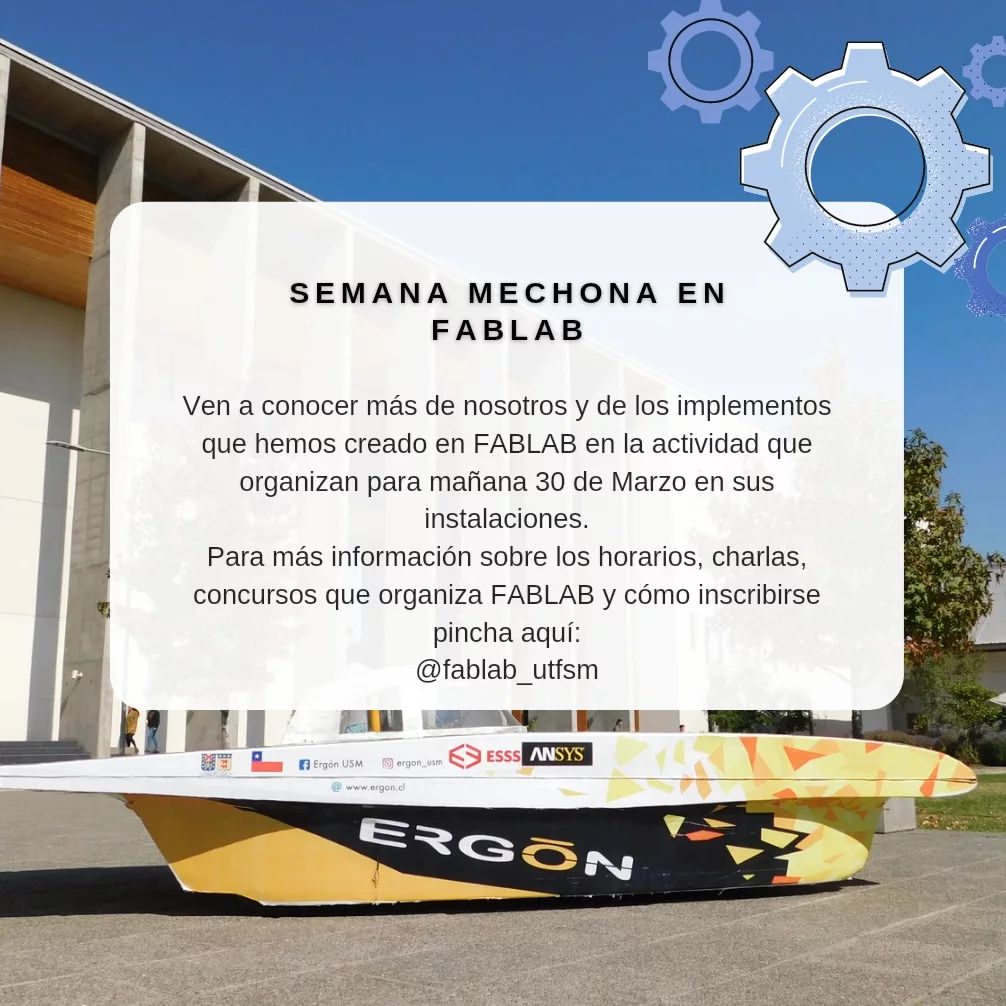 SEMANA MECHONA EN
FABLAB
Ven a conocer más de nosotros y de los implementos
que hemos creado en FABLAB en la actividad que
organizan para mañana 30 de Marzo en sus
instalaciones.
Para más información sobre los horarios, charlas,
concursos que organiza FABLAB y cómo inscribirse
pincha aquí:
@fablab_utfsm
Ergón USM
ergon_usm
ESSS
ANSYS
www.ergon.cl
ERGŌN